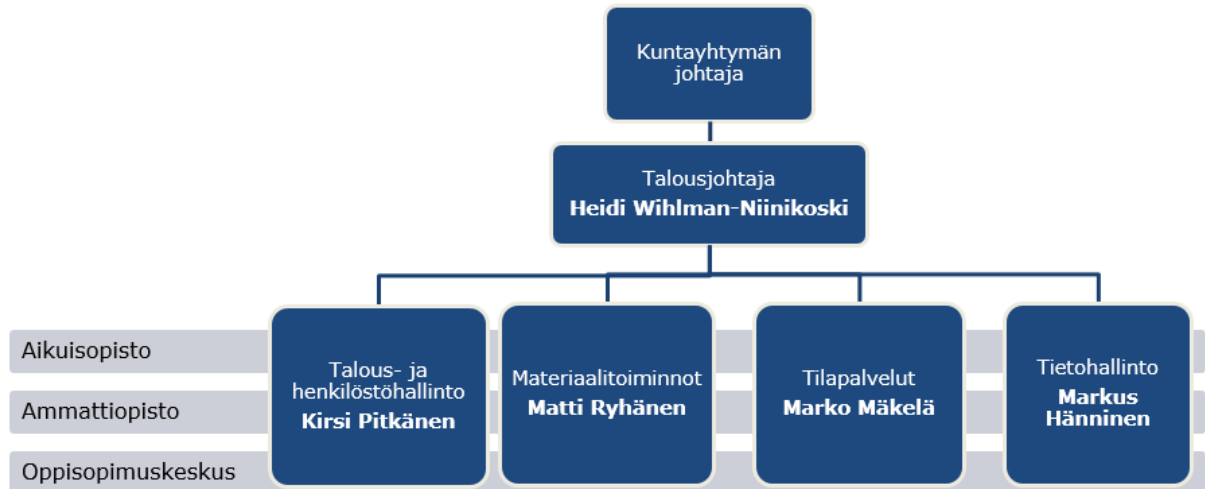 Kuntayhtymän
johtaja
Talousjohtaja
Heidi Wihlman-Niinikoski
Aikuisopisto
Ammattiopisto
Oppisopimuskeskus
Talous- ja
henkilöstöhallinto
Kirsi Pitkänen
Materiaalitoiminnot
Matti Ryhänen
Tilapalvelut
Marko Mäkelä
Tietohallinto
Markus
Hänninen